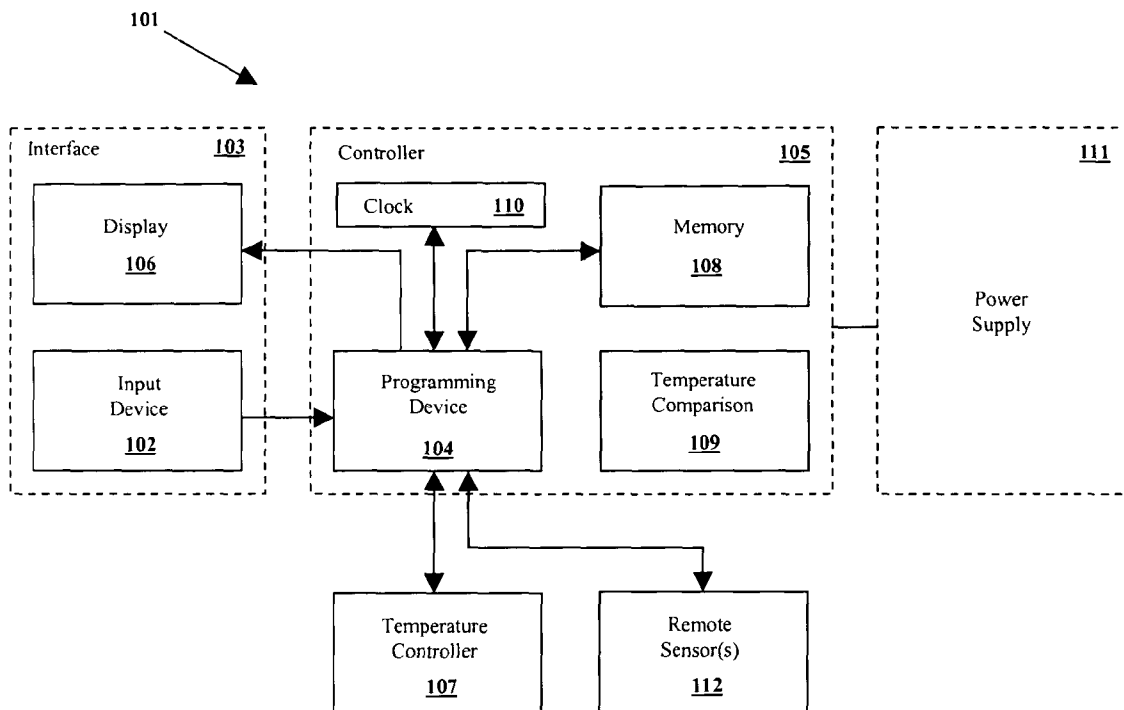 101
Interface 103
Display
106
Input
Device
102
Controller 105
Clock 110
Memory
108
Programming
Device
104
Temperature
Comparison
109
111
Power
Supply
Temperature
Controller
107
Remote
Sensor(s)
112